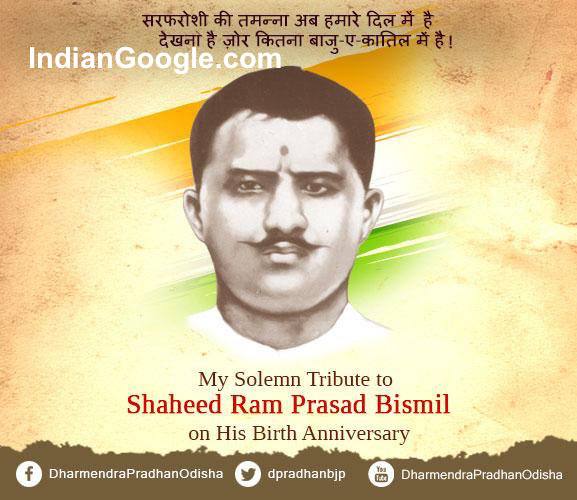 सरफरोशी की तमन्ना अब हमारे दिल में है
देखना है ज़ोर कितना बाजु-ए-कातिल में है!
IndianGoogle.com
My Solemn Tribute to
Shaheed Ram Prasad Bismil
on His Birth Anniversary
f DharmendraPradhanOdisha dpradhanbjp You Tube DharmendraPradhanOdisha